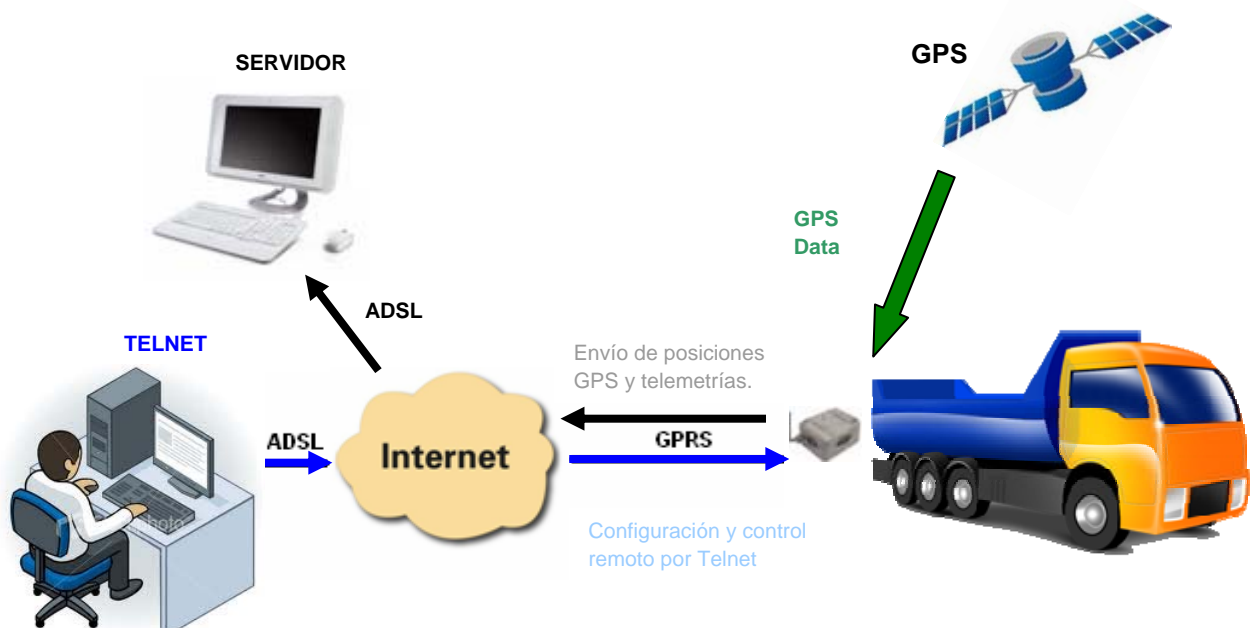 SERVIDOR
GPS
GPS
Data
ADSL
TELNET
Envío de posiciones
GPS y telemetrías.
ADSL
Internet
GPRS
Configuración y control
remoto por Telnet